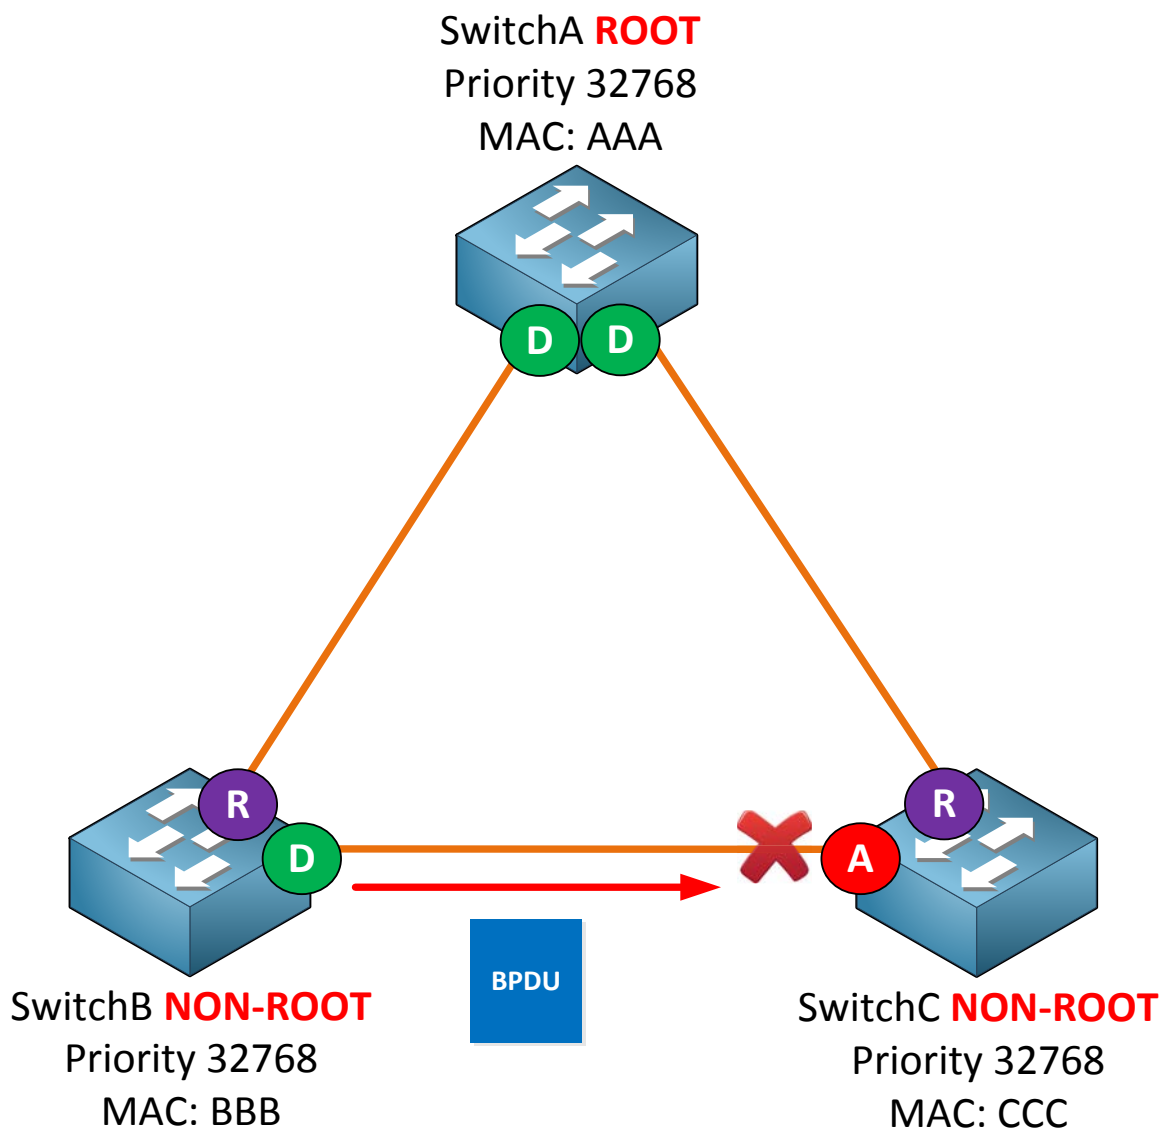 SwitchA ROOT
Priority 32768
MAC: AAA
D D
R
R
D
A
BPDU
SwitchB NON-ROOT
Priority 32768
MAC: BBB
SwitchC NON-ROOT
Priority 32768
MAC: CCC